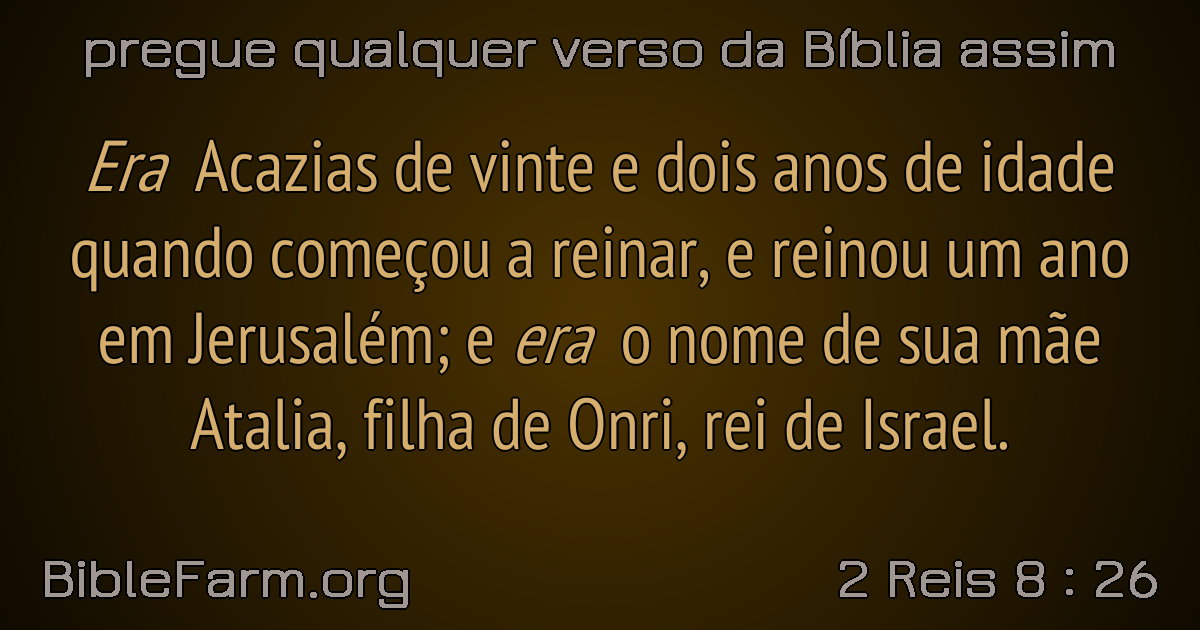 pregue qualquer verso da Bíblia assim
Era Acazias de vinte e dois anos de idade
quando começou a reinar, e reinou um ano
em Jerusalém; e era o nome de sua mãe
Atalia, filha de Onri, rei de Israel.
BibleFarm.org
2 Reis 8 : 26